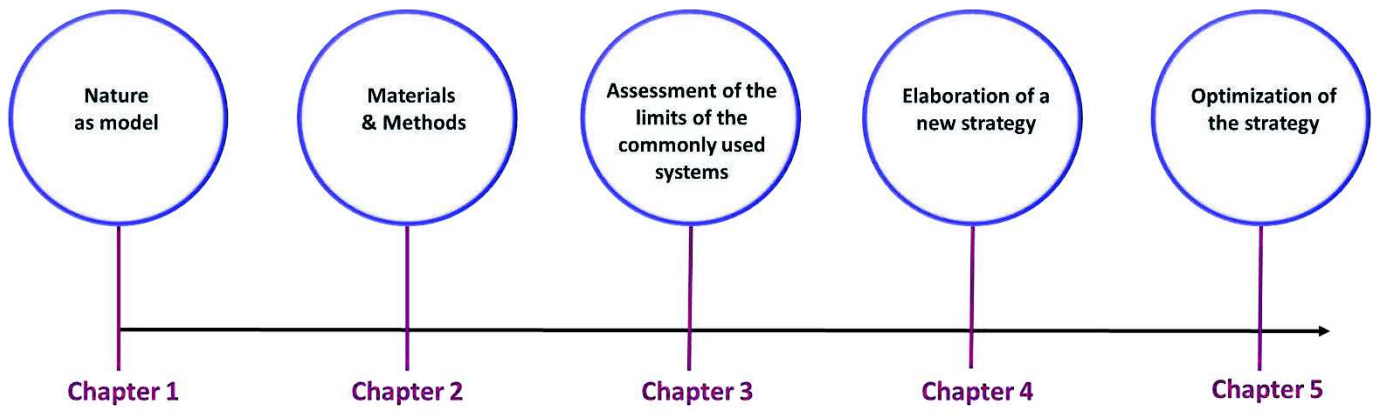 Nature
as model
Materials
& Methods
Assessment of the
limits of the
commonly used
systems
Elaboration of a
new strategy
Optimization of
the strategy
Chapter 1
Chapter 2
Chapter 3
Chapter 4
Chapter 5